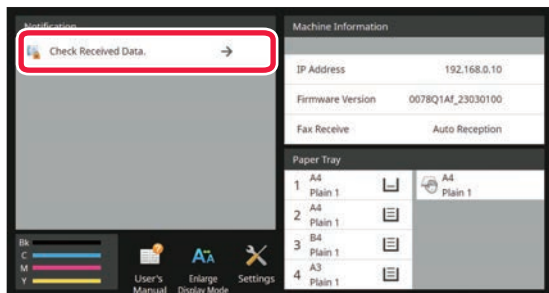 Notification
Check Received Data.
Machine Information
IP Address 192.168.0.10
Firmware Version 0078Q1Af_23030100
Fax Receive Auto Reception
Paper Tray
1 A4
Plain 1
2 A4
Plain 1
3 B4
Plain 1
4 A3
Plain 1
A4
Plain 1
Bk
C
M
Y
User's
Manual
Enlarge
Display Mode
Settings